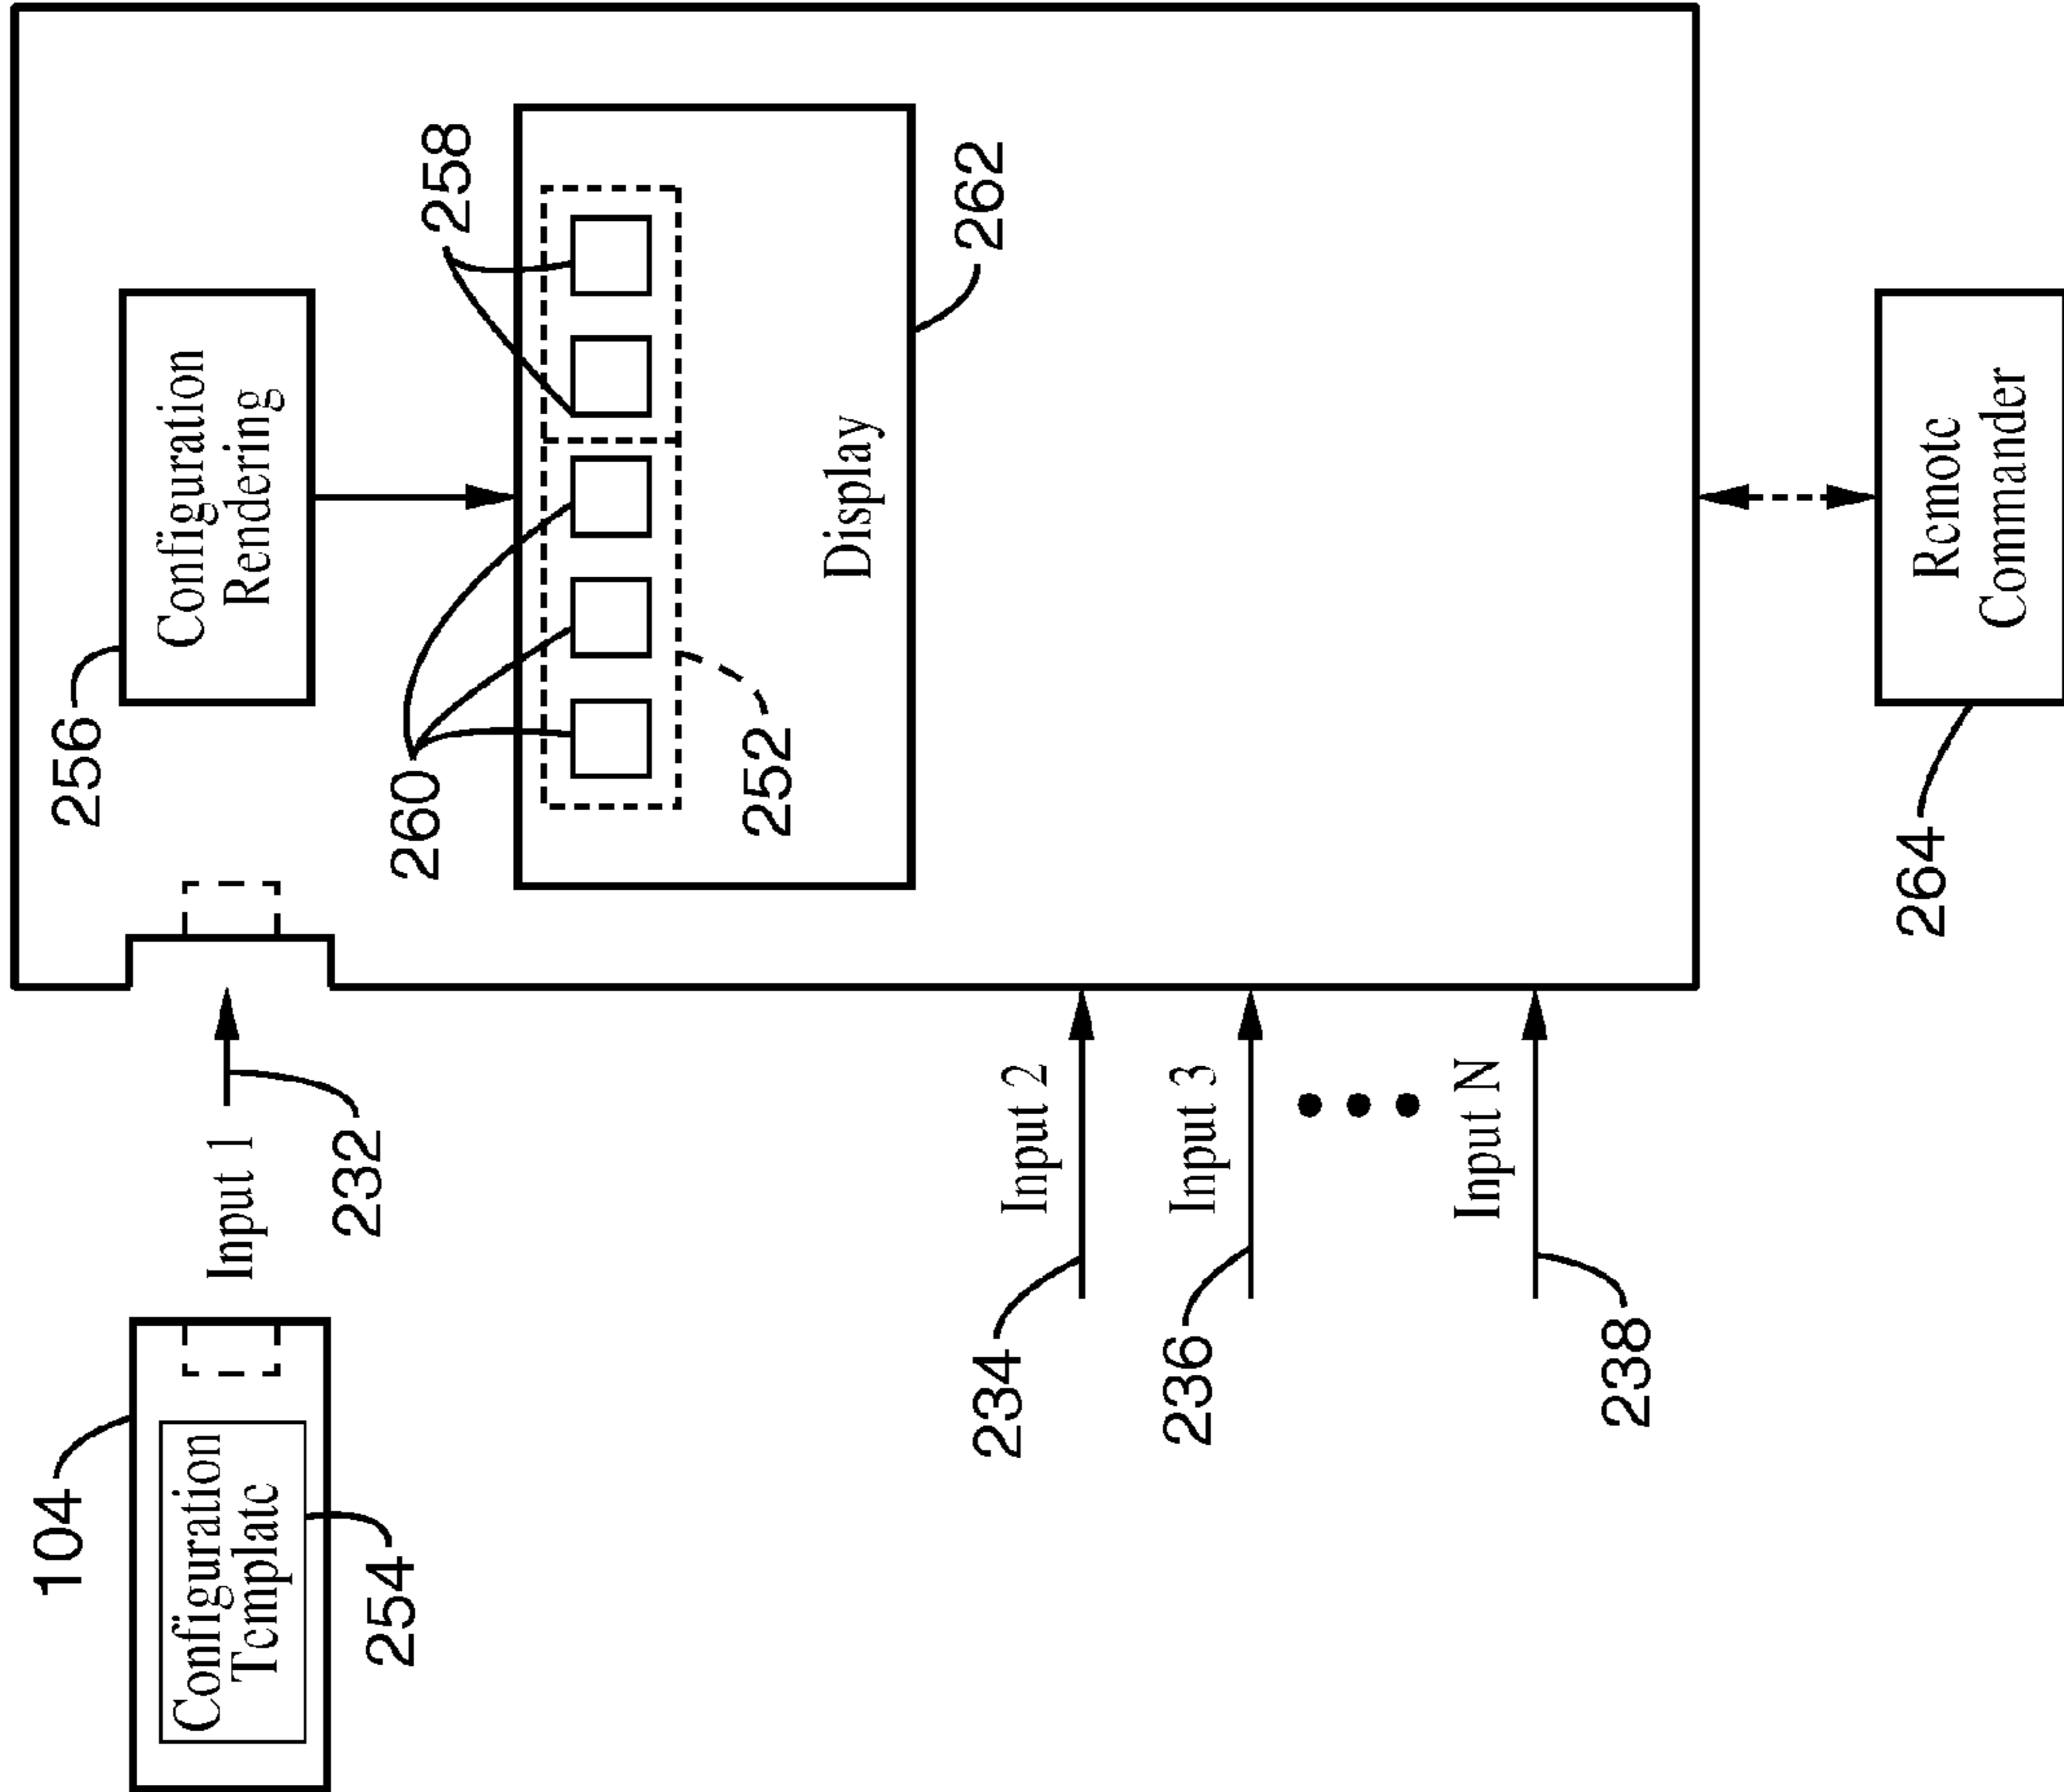 104
Configuration
Template
254
Input 1
232
256
Configuration
Rendering
260
258
252
Display
262
234
Input 2
236
Input 3
Input N
238
264
Remote
Commander